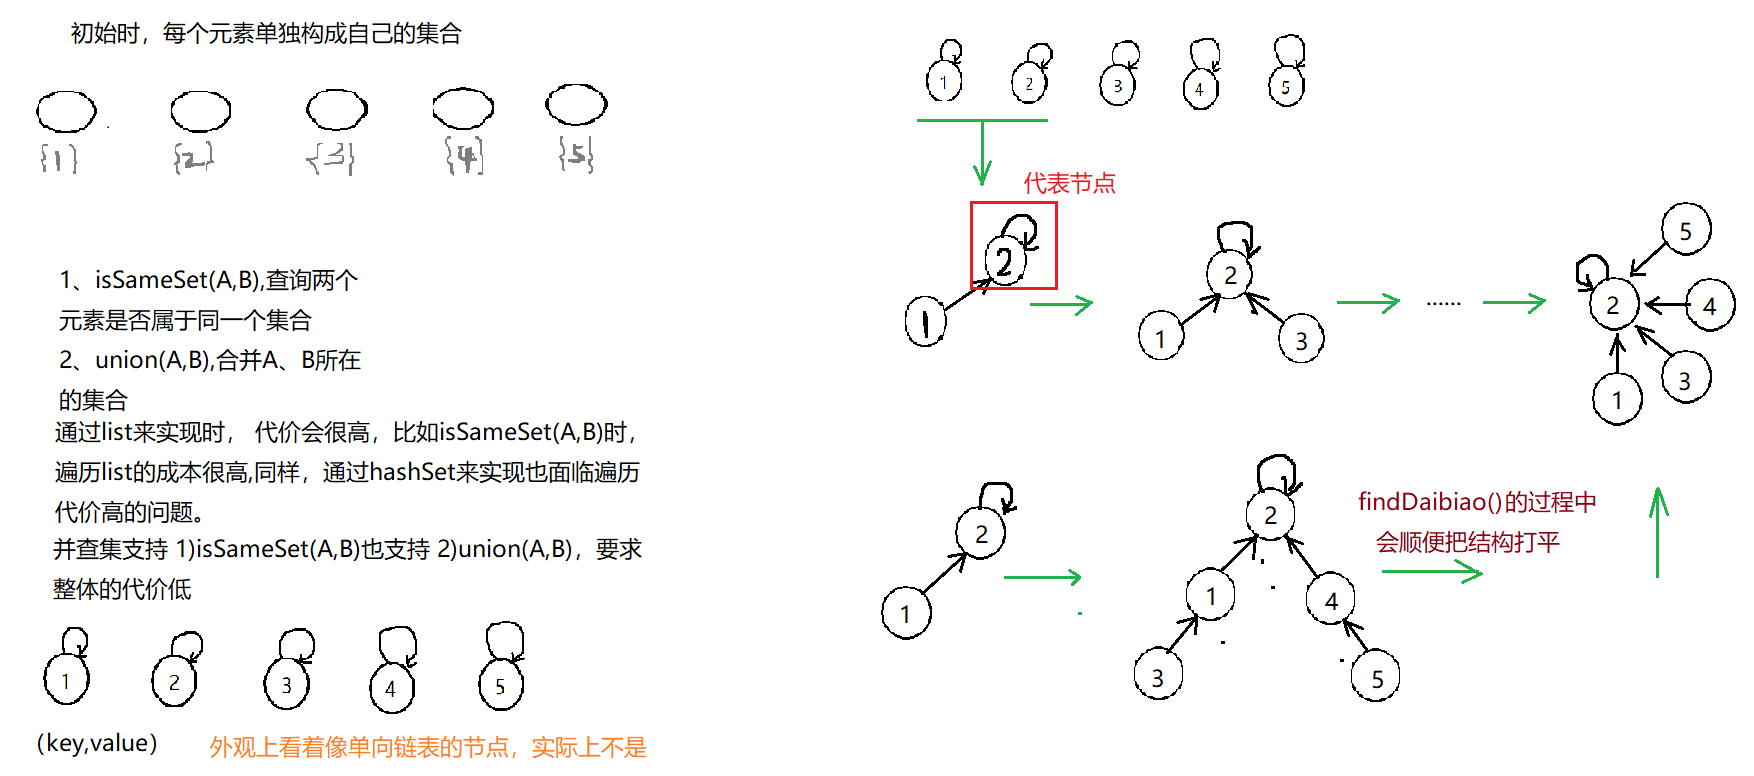 初始时，每个元素单独构成自己的集合
{1} {2} {3} {4} {5}
1、isSameSet(A,B),查询两个
元素是否属于同一个集合
2、union(A,B),合并A、B所在
的集合
通过list来实现时， 代价会很高，比如isSameSet(A,B)时，
遍历list的成本很高,同样，通过hashSet来实现也面临遍历
代价高的问题。
并查集支持 1)isSameSet(A,B)也支持 2)union(A,B)，要求
整体的代价低
1 2 3 4 5
（key,value） 外观上看着像单向链表的节点，实际上不是
1 2 3 4 5
代表节点
2
1
2
1 3
......
5
2 4
3
1
2
1
2
1 4
3 5
findDaibiao()的过程中
会顺便把结构打平